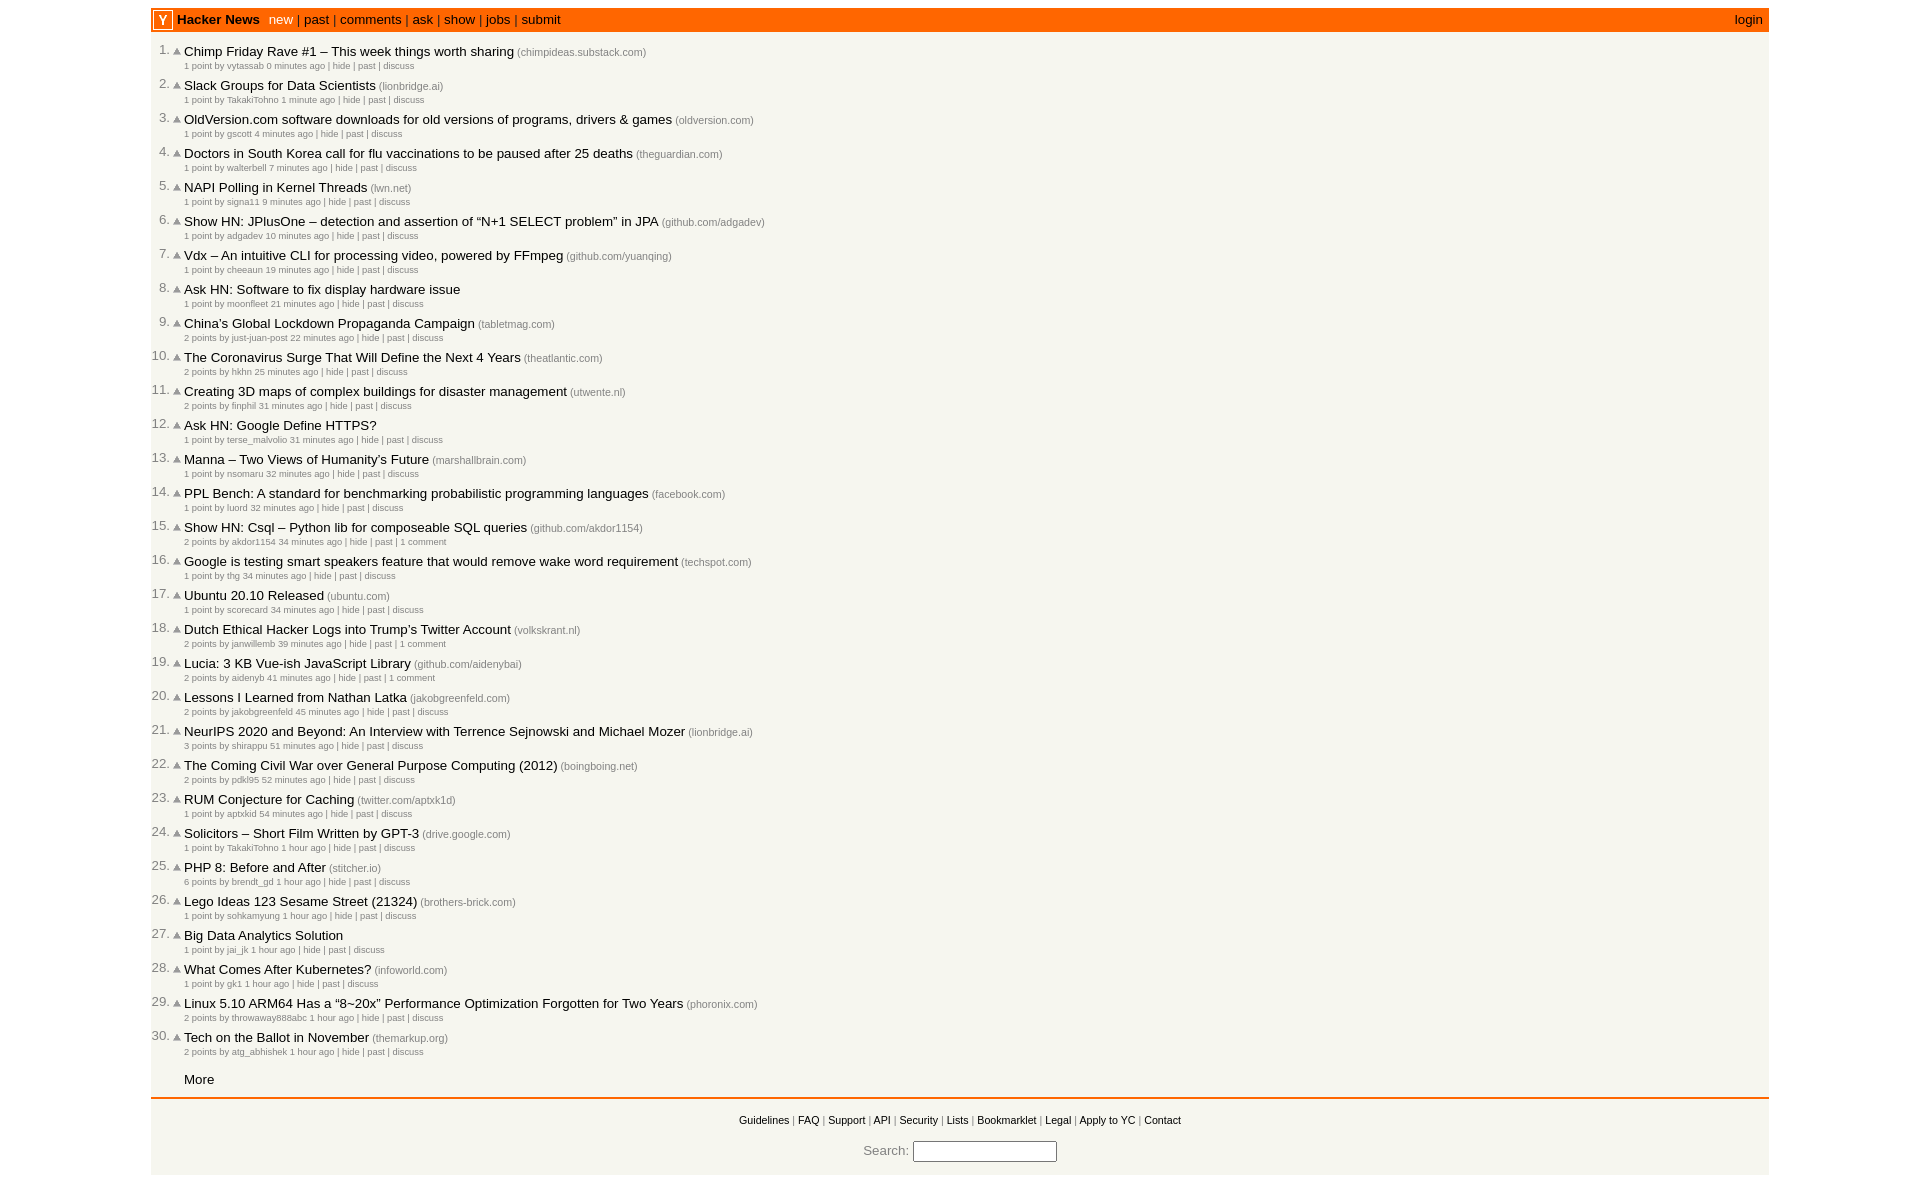 Y Hacker News new | past | comments | ask | show | jobs | submit login
1. Chimp Friday Rave #1 – This week things worth sharing (chimpideas.substack.com)
1 point by vytassab 0 minutes ago | hide | past | discuss
2. Slack Groups for Data Scientists (lionbridge.ai)
1 point by TakakiTohno 1 minute ago | hide | past | discuss
3. OldVersion.com software downloads for old versions of programs, drivers & games (oldversion.com)
1 point by gscott 4 minutes ago | hide | past | discuss
4. Doctors in South Korea call for flu vaccinations to be paused after 25 deaths (theguardian.com)
1 point by walterbell 7 minutes ago | hide | past | discuss
5. NAPI Polling in Kernel Threads (lwn.net)
1 point by signa11 9 minutes ago | hide | past | discuss
6. Show HN: JPlusOne – detection and assertion of “N+1 SELECT problem” in JPA (github.com/adgadev)
1 point by adgadev 10 minutes ago | hide | past | discuss
7. Vdx – An intuitive CLI for processing video, powered by FFmpeg (github.com/yuanqing)
1 point by cheeaun 19 minutes ago | hide | past | discuss
8. Ask HN: Software to fix display hardware issue
1 point by moonfleet 21 minutes ago | hide | past | discuss
9. China’s Global Lockdown Propaganda Campaign (tabletmag.com)
2 points by just-juan-post 22 minutes ago | hide | past | discuss
10. The Coronavirus Surge That Will Define the Next 4 Years (theatlantic.com)
2 points by hkhn 25 minutes ago | hide | past | discuss
11. Creating 3D maps of complex buildings for disaster management (utwente.nl)
2 points by finphil 31 minutes ago | hide | past | discuss
12. Ask HN: Google Define HTTPS?
1 point by terse_malvolio 31 minutes ago | hide | past | discuss
13. Manna – Two Views of Humanity’s Future (marshallbrain.com)
1 point by nsomaru 32 minutes ago | hide | past | discuss
14. PPL Bench: A standard for benchmarking probabilistic programming languages (facebook.com)
1 point by luord 32 minutes ago | hide | past | discuss
15. Show HN: Csql – Python lib for composeable SQL queries (github.com/akdor1154)
2 points by akdor1154 34 minutes ago | hide | past | 1 comment
16. Google is testing smart speakers feature that would remove wake word requirement (techspot.com)
1 point by thg 34 minutes ago | hide | past | discuss
17. Ubuntu 20.10 Released (ubuntu.com)
1 point by scorecard 34 minutes ago | hide | past | discuss
18. Dutch Ethical Hacker Logs into Trump’s Twitter Account (volkskrant.nl)
2 points by janwillemb 39 minutes ago | hide | past | 1 comment
19. Lucia: 3 KB Vue-ish JavaScript Library (github.com/aidenybai)
2 points by aidenyb 41 minutes ago | hide | past | 1 comment
20. Lessons I Learned from Nathan Latka (jakobgreenfeld.com)
2 points by jakobgreenfeld 45 minutes ago | hide | past | discuss
21. NeurIPS 2020 and Beyond: An Interview with Terrence Sejnowski and Michael Mozer (lionbridge.ai)
3 points by shirappu 51 minutes ago | hide | past | discuss
22. The Coming Civil War over General Purpose Computing (2012) (boingboing.net)
2 points by pdkl95 52 minutes ago | hide | past | discuss
23. RUM Conjecture for Caching (twitter.com/aptxk1d)
1 point by aptxkid 54 minutes ago | hide | past | discuss
24. Solicitors – Short Film Written by GPT-3 (drive.google.com)
1 point by TakakiTohno 1 hour ago | hide | past | discuss
25. PHP 8: Before and After (stitcher.io)
6 points by brendt_gd 1 hour ago | hide | past | discuss
26. Lego Ideas 123 Sesame Street (21324) (brothers-brick.com)
1 point by sohkamyung 1 hour ago | hide | past | discuss
27. Big Data Analytics Solution
1 point by jai_jk 1 hour ago | hide | past | discuss
28. What Comes After Kubernetes? (infoworld.com)
1 point by gk1 1 hour ago | hide | past | discuss
29. Linux 5.10 ARM64 Has a “8~20x” Performance Optimization Forgotten for Two Years (phoronix.com)
2 points by throwaway888abc 1 hour ago | hide | past | discuss
30. Tech on the Ballot in November (themarkup.org)
2 points by atg_abhishek 1 hour ago | hide | past | discuss
More
Guidelines | FAQ | Support | API | Security | Lists | Bookmarklet | Legal | Apply to YC | Contact
Search: